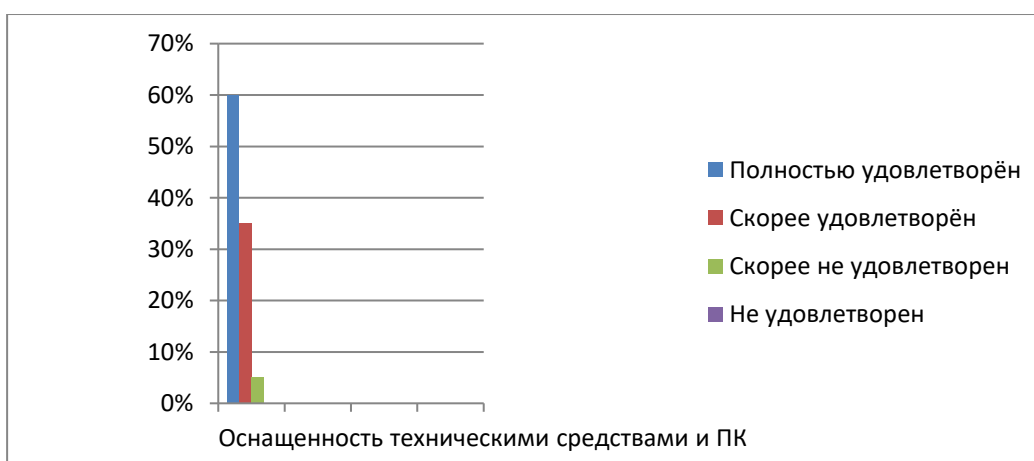 70%
60%
50%
40%
30%
20%
10%
0%
Оснащенность техническими средствами и ПК
Полностью удовлетворён
Скорее удовлетворён
Скорее не удовлетворен
Не удовлетворен